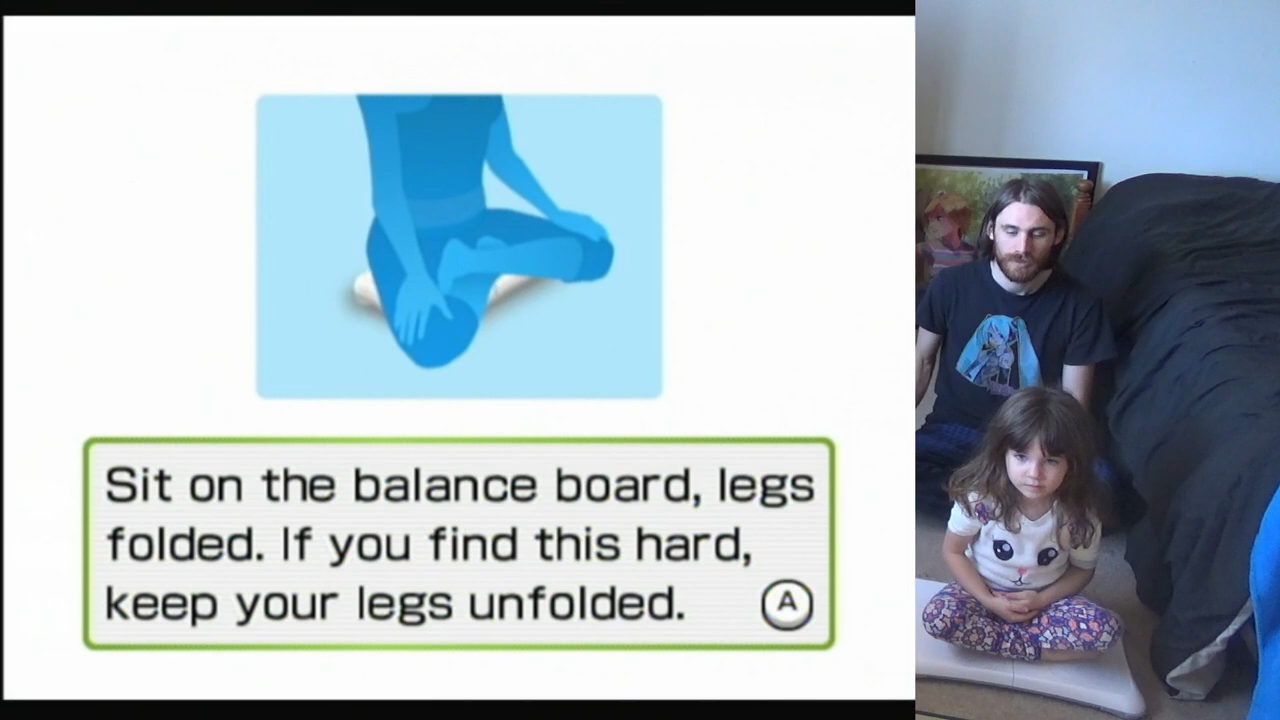 Sit on the balance board, legs
folded. If you find this hard,
keep your legs unfolded.
A